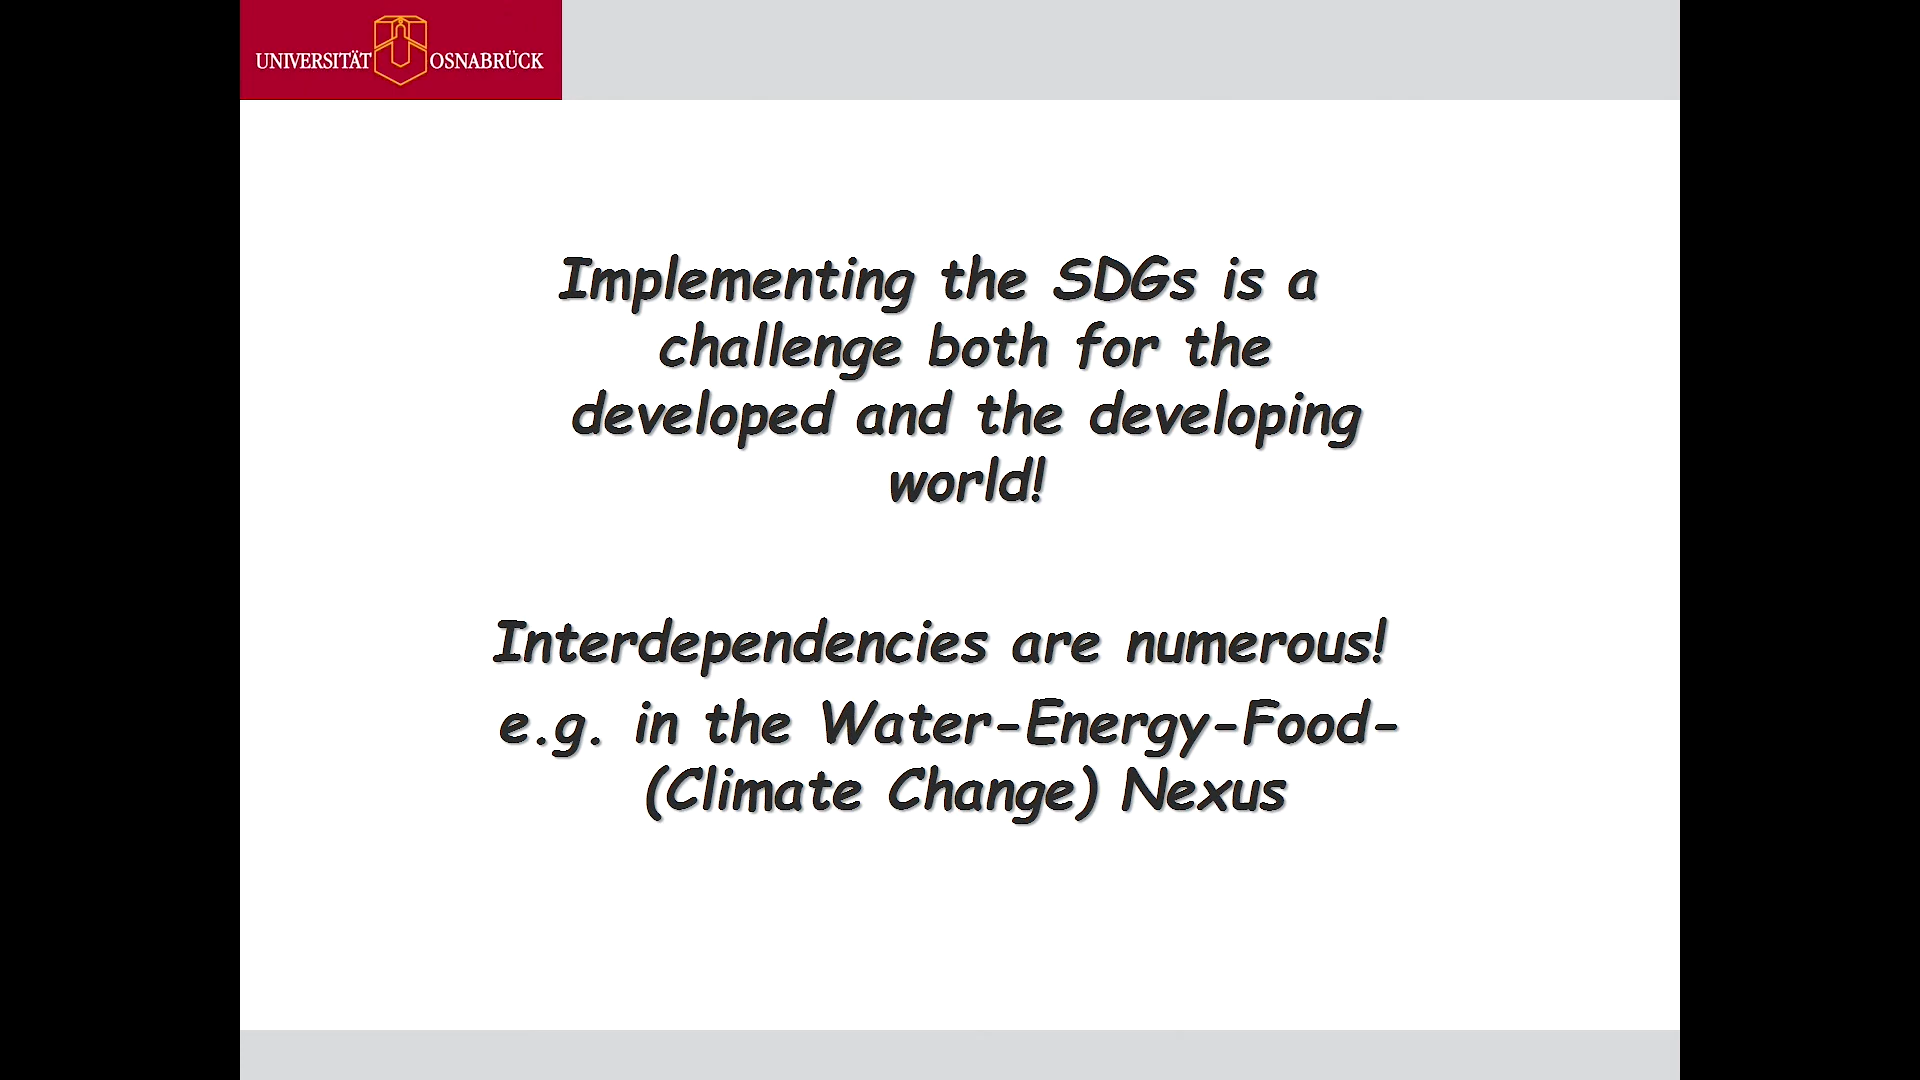 UNIVERSITÄT OSNABRÜCK
Implementing the SDGs is a
challenge both for the
developed and the developing
world!
Interdependencies are numerous!
e.g. in the Water-Energy-Food-
(Climate Change) Nexus